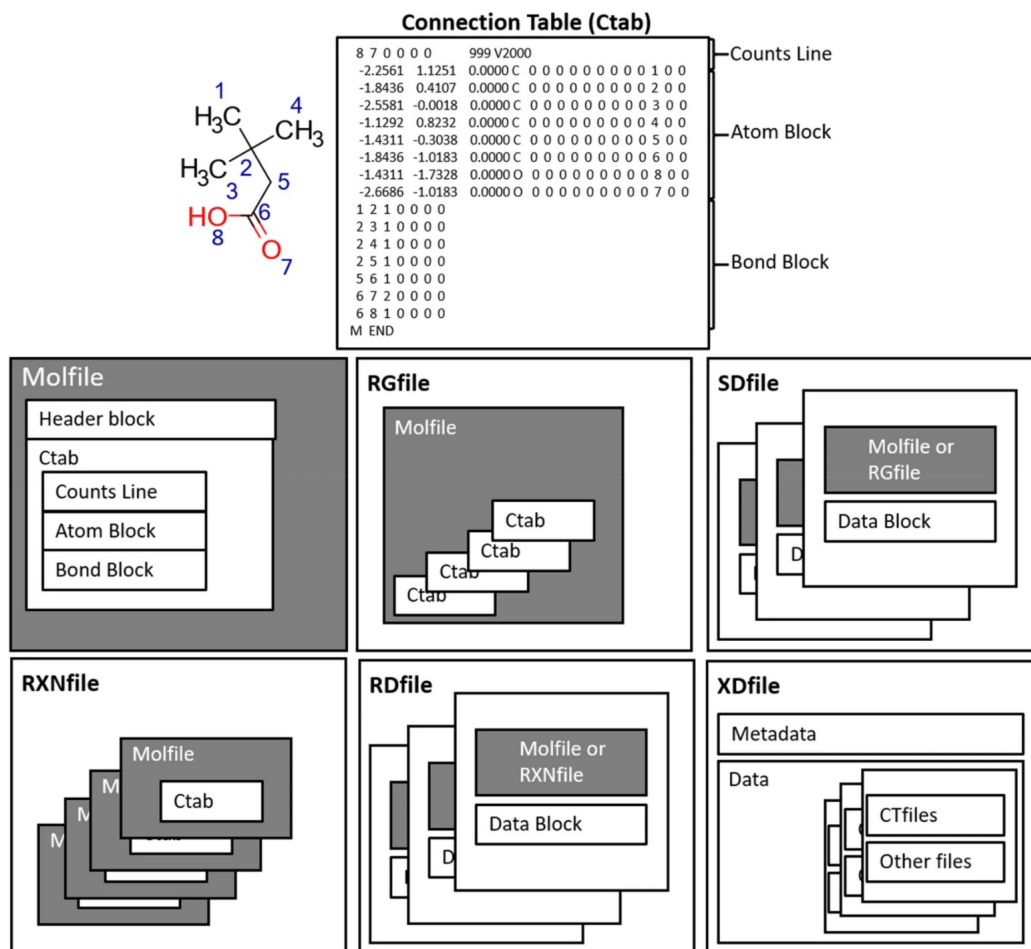 Connection Table (Ctab)
8 7 0 0 0 0 999 V2000
-2.2561 1.1251 0.0000 C 0 0 0 0 0 0 0 0 0 1 0 0
-1.8436 0.4107 0.0000 C 0 0 0 0 0 0 0 0 0 2 0 0
-2.5581 -0.0018 0.0000 C 0 0 0 0 0 0 0 0 0 3 0 0
-1.11292 0.8232 0.0000 C 0 0 0 0 0 0 0 0 0 4 0 0
-1.4311 -0.3038 0.0000 C 0 0 0 0 0 0 0 0 0 5 0 0
-1.8436 -1.0183 0.0000 C 0 0 0 0 0 0 0 0 0 6 0 0
-1.4311 -1.7328 0.0000 O 0 0 0 0 0 0 0 0 0 8 0 0
-2.6686 -1.0183 0.0000 O 0 0 0 0 0 0 0 0 0 7 0 0
1 2 1 0 0 0 0
2 3 1 0 0 0 0
2 4 1 0 0 0 0
2 5 1 0 0 0 0
5 6 1 0 0 0 0
6 7 2 0 0 0 0
6 8 1 0 0 0 0
M END
Counts Line
Atom Block
Bond Block
1
4
H3C
CH3
H3C
2
3
5
HO
6
8
O
7
Molfile
Header block
Ctab
Counts Line
Atom Block
Bond Block
RGfile
Molfile
Ctab
Ctab
Ctab
Ctab
SDfile
Molfile or
RGfile
Data Block
D
RXNfile
Molfile
Ctab
M
M
M
RDfile
Molfile or
RXNfile
Data Block
D
XDfile
Metadata
Data
CTfiles
Other files